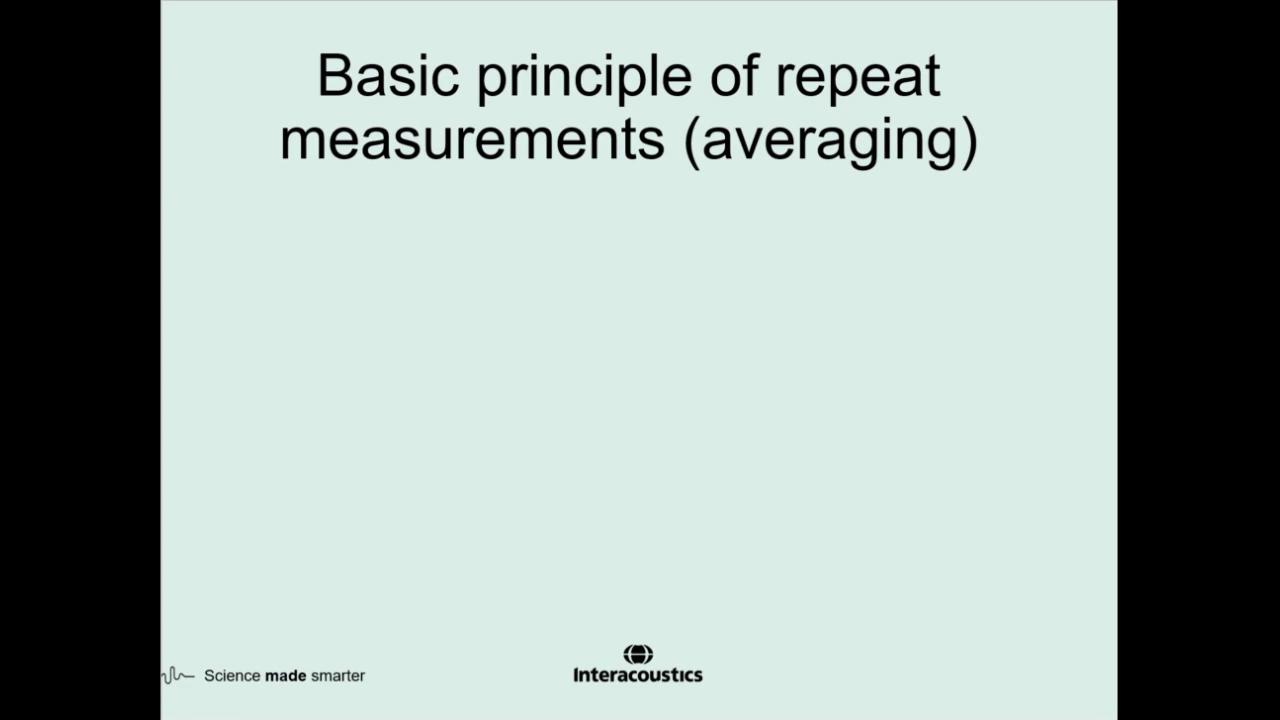 Basic principle of repeat
measurements (averaging)
Science made smarter
Interacoustics